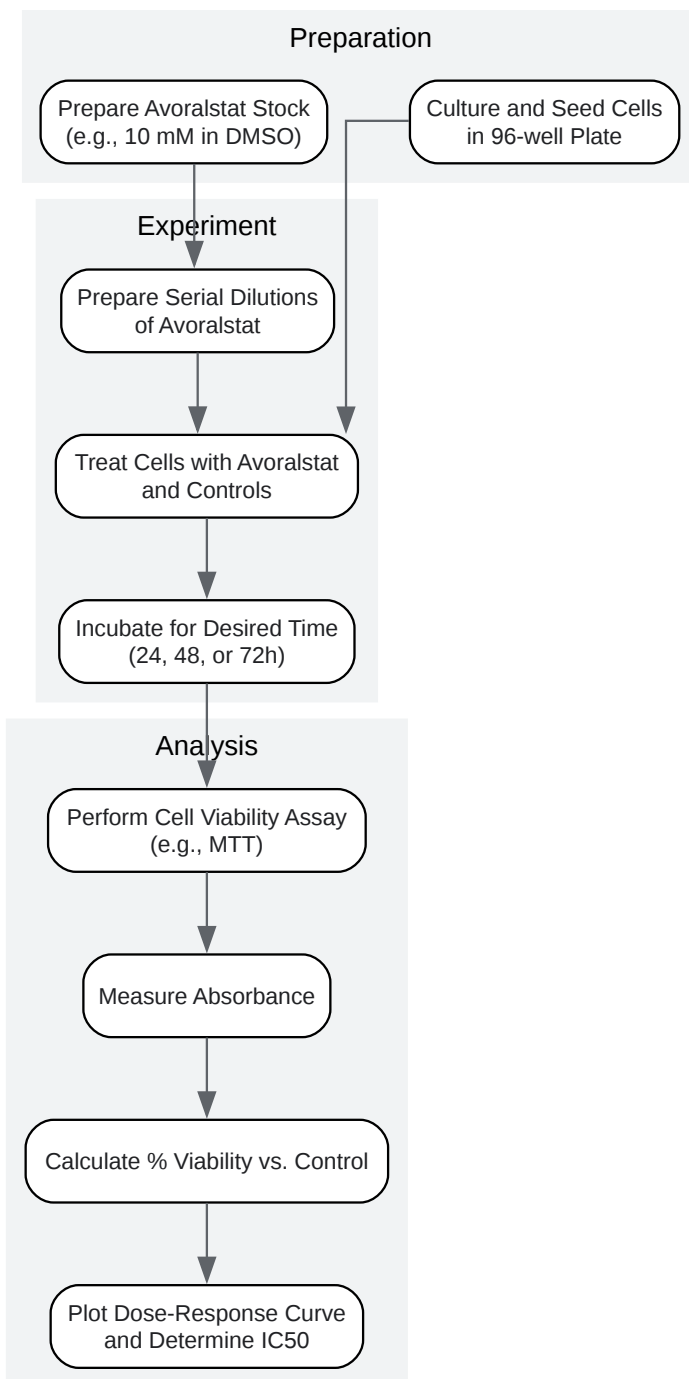 Preparation
Prepare Avoralstat Stock
(e.g., 10 mM in DMSO)
Culture and Seed Cells
in 96-well Plate
Experiment
Prepare Serial Dilutions
of Avoralstat
Treat Cells with Avoralstat
and Controls
Incubate for Desired Time
(24, 48, or 72h)
Analysis
Perform Cell Viability Assay
(e.g., MTT)
Measure Absorbance
Calculate % Viability vs. Control
Plot Dose-Response Curve
and Determine IC50